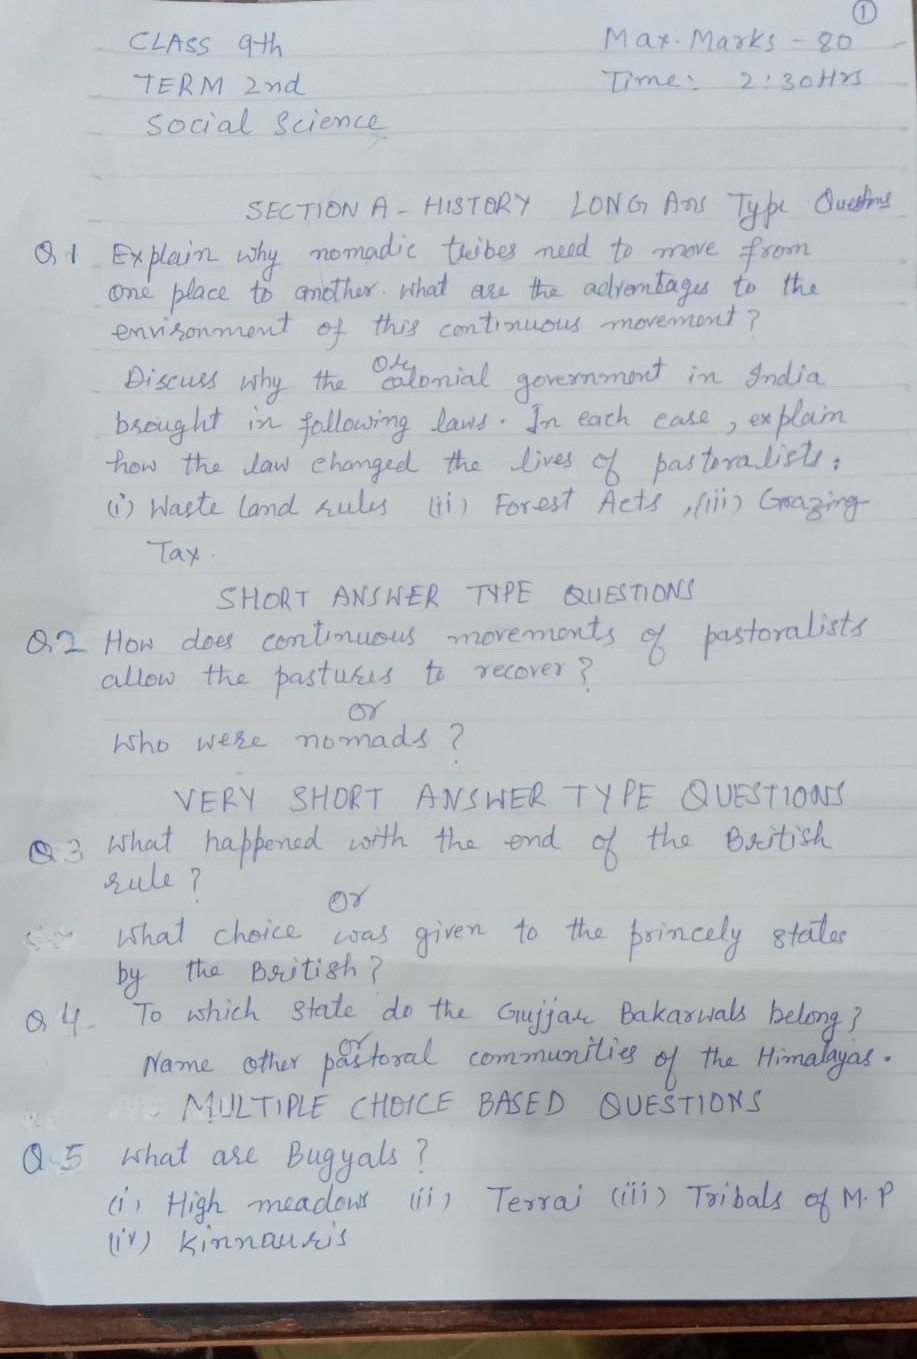 ①
CLASS 9th Max. Marks - 80
TERM 2nd Time: 2:30Hrs
Social Science
SECTION A - HISTORY LONG Ans Type Questions
Q.1 Explain why nomadic tribes need to move from
one place to another. what are the advantages to the
environment of this continuous movement?
OR
Discuss why the colonial government in India
brought in following laws. In each case, explain
how the law changed the lives of pastoralists:
(i) Waste land rules (ii) Forest Acts, (iii) Grazing
Tax.
SHORT ANSWER TYPE QUESTIONS
Q.2 How does continuous movements of pastoralists
allow the pastures to recover?
or
Who were nomads?
VERY SHORT ANSWER TYPE QUESTIONS
Q3 What happened with the end of the British
rule?
or
What choice was given to the princely states
by the British?
Q4. To which state do the Gujjar Bakarwals belong?
or
Name other pastoral communities of the Himalayas.
MULTIPLE CHOICE BASED QUESTIONS
Q.5 What are Bugyals?
(i) High meadows (ii) Terrai (iii) Tribals of M.P
(iv) Kinnauris